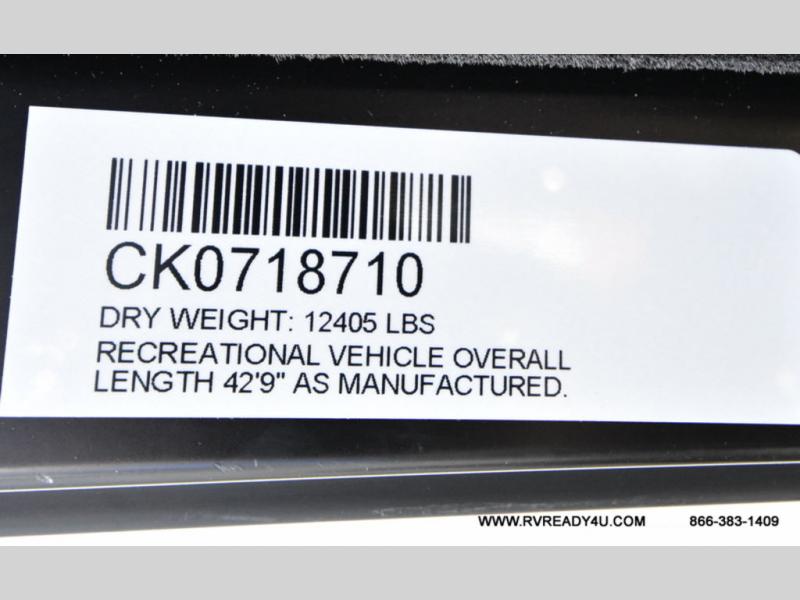 CK0718710
DRY WEIGHT: 12405 LBS
RECREATIONAL VEHICLE OVERALL
LENGTH 42'9" AS MANUFACTURED.
WWW.RVREADY4U.COM 866-383-1409